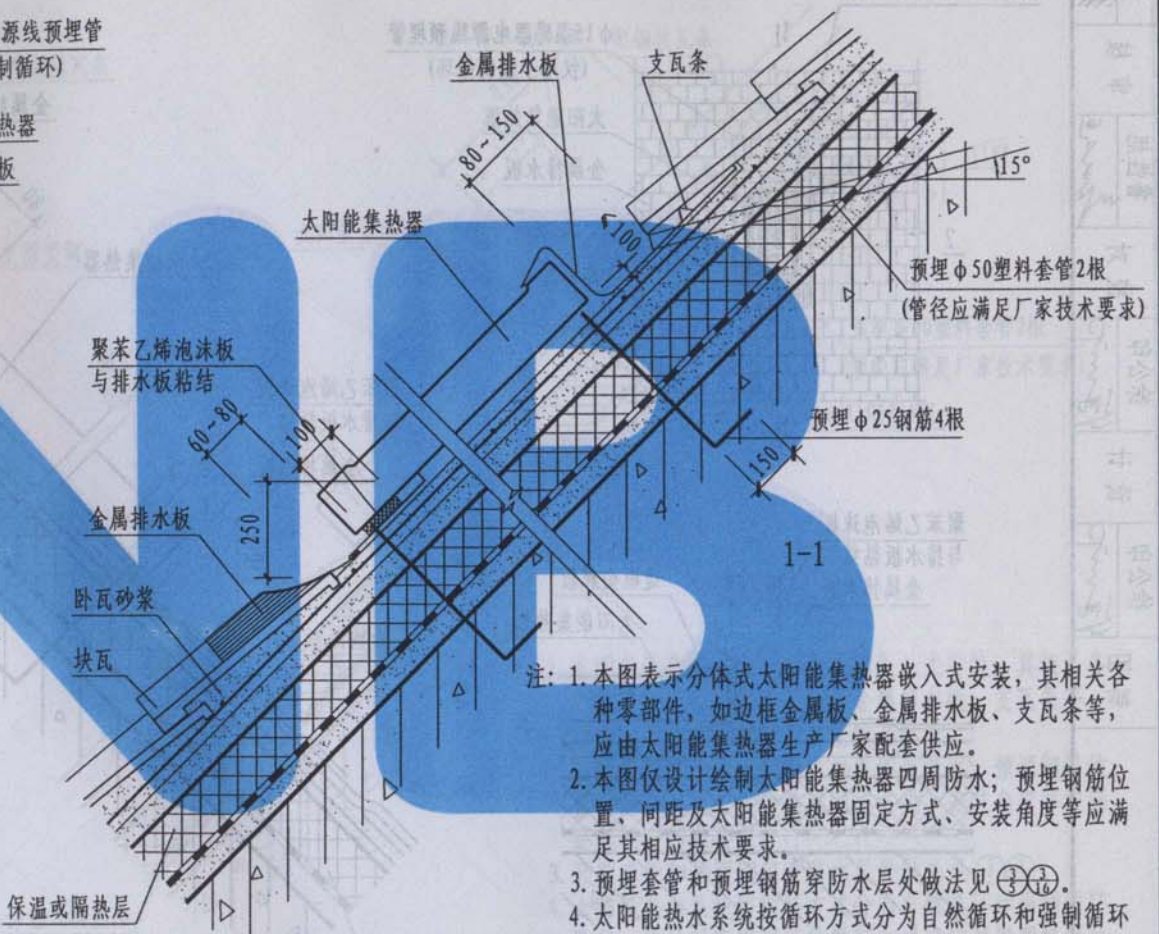 源线预埋管
制循环)
热器
板
金属排水板
支瓦条
80~150
15°
太阳能集热器
100
预埋ф50塑料套管2根
(管径应满足厂家技术要求)
聚苯乙烯泡沫板
与排水板粘结
60~80
100
预埋ф25钢筋4根
150
金属排水板
250
1-1
卧瓦砂浆
块瓦
注: 1. 本图表示分体式太阳能集热器嵌入式安装，其相关各
种零部件，如边框金属板、金属排水板、支瓦条等，
应由太阳能集热器生产厂家配套供应。
2. 本图仅设计绘制太阳能集热器四周防水；预埋钢筋位
置、间距及太阳能集热器固定方式、安装角度等应满
足其相应技术要求。
3. 预埋套管和预埋钢筋穿防水层处做法见 3/5 3/16。
保温或隔热层
4. 太阳能热水系统按循环方式分为自然循环和强制循环